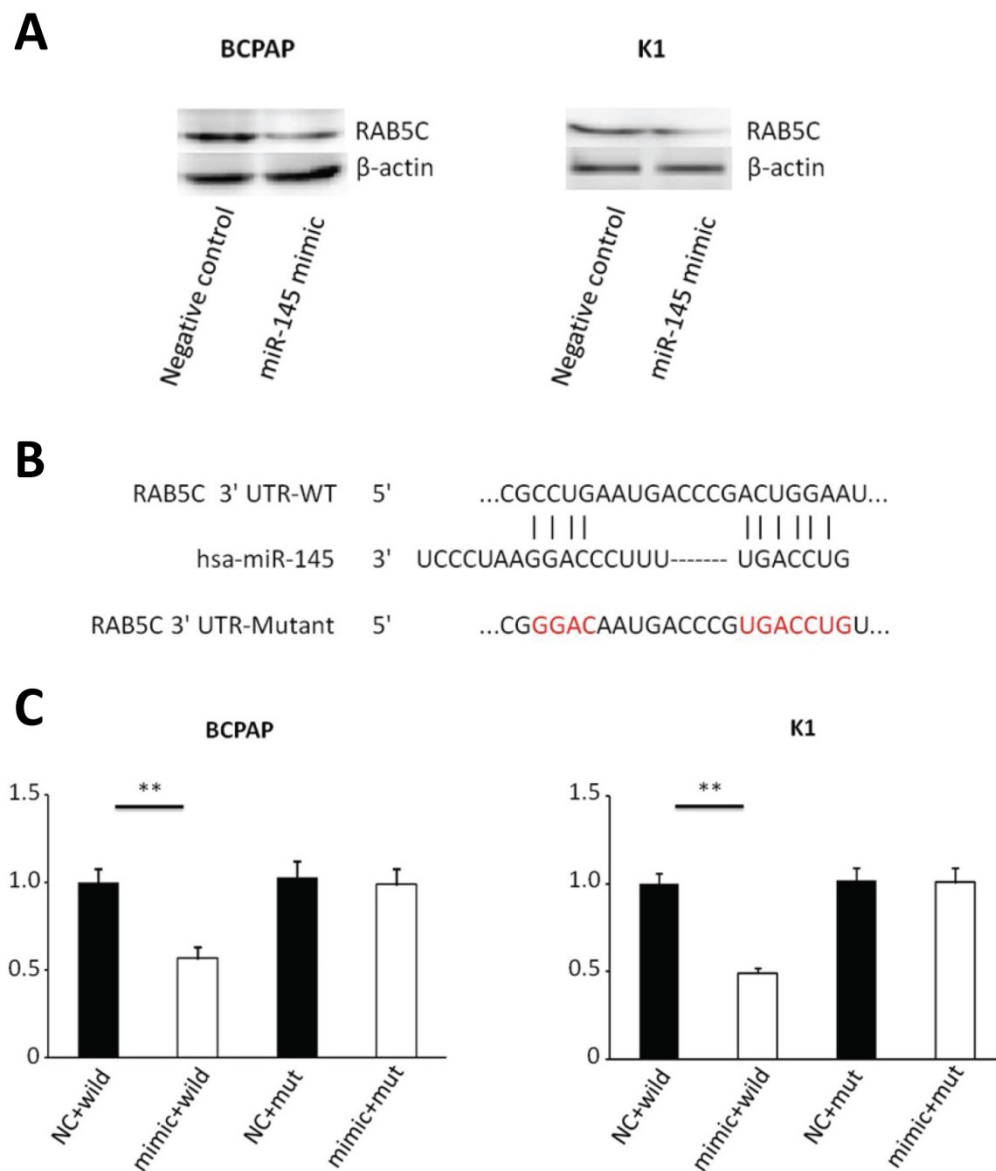 A
BCPAP
K1
RAB5C
β-actin
Negative control
miR-145 mimic
RAB5C
β-actin
Negative control
miR-145 mimic
B
RAB5C 3' UTR-WT 5' ...CGCCUGAAUGACCCGACUGGAAU...
hsa-miR-145 3' UCCCUAAGGACCCUUU------- UGACCUG
RAB5C 3' UTR-Mutant 5' ...CGGGACAAUGACCCGUGACCUGU...
C
BCPAP
1.5
1.0
0.5
0
**
NC+wild
mimic+wild
NC+mut
mimic+mut
K1
1.5
1.0
0.5
0
**
NC+wild
mimic+wild
NC+mut
mimic+mut